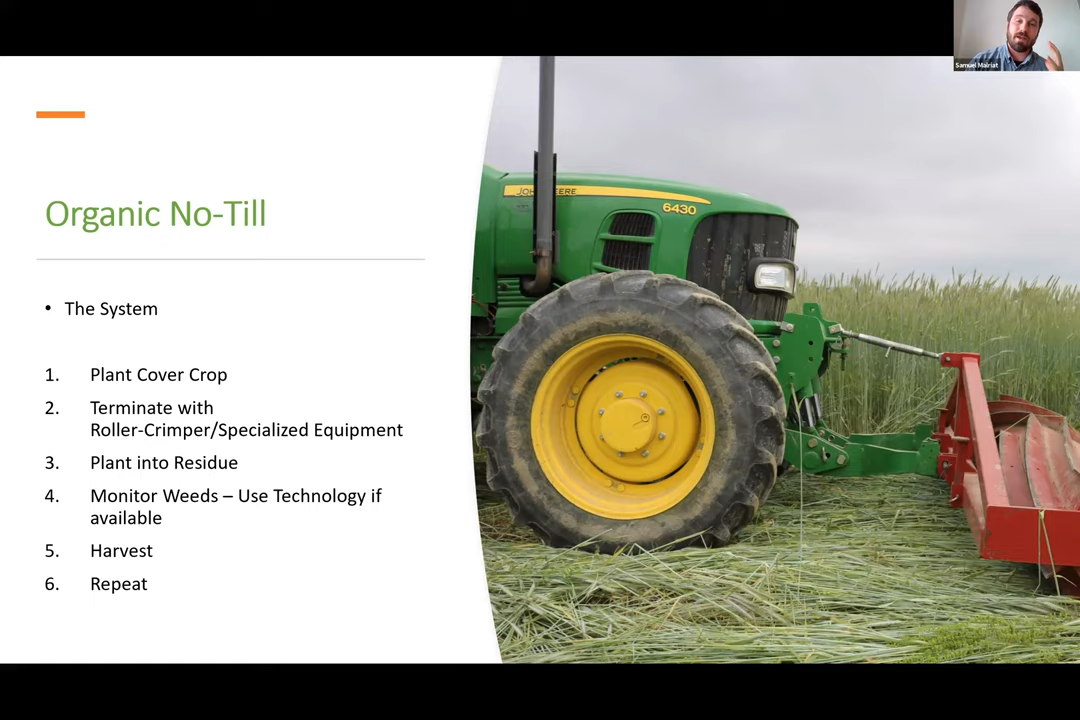 Samuel Malriat
Organic No-Till
JOHN DEERE
6430
• The System
1. Plant Cover Crop
2. Terminate with
Roller-Crimper/Specialized Equipment
3. Plant into Residue
4. Monitor Weeds – Use Technology if
available
5. Harvest
6. Repeat